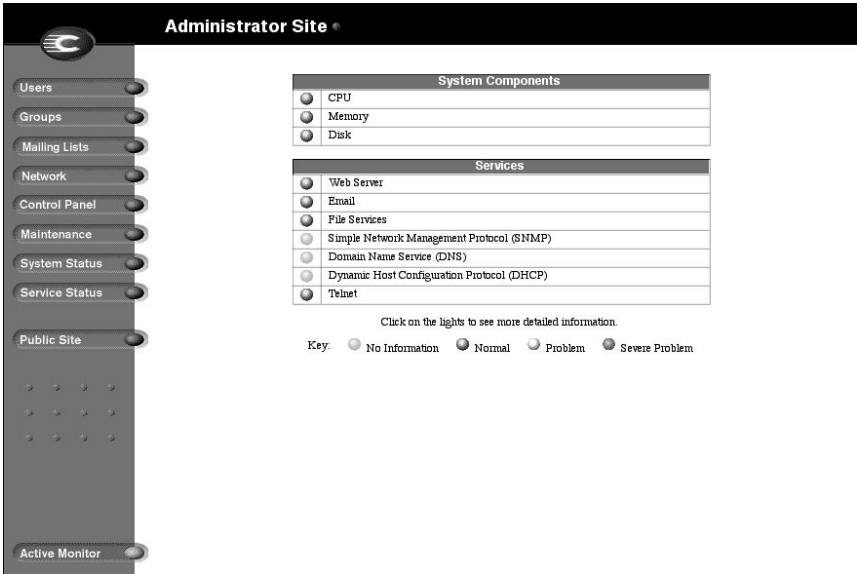 Administrator Site
Users
Groups
Mailing Lists
Network
Control Panel
Maintenance
System Status
Service Status
Public Site
Active Monitor
System Components
CPU
Memory
Disk
Services
Web Server
Email
File Services
Simple Network Management Protocol (SNMP)
Domain Name Service (DNS)
Dynamic Host Configuration Protocol (DHCP)
Telnet
Click on the lights to see more detailed information.
Key: No Information Normal Problem Severe Problem